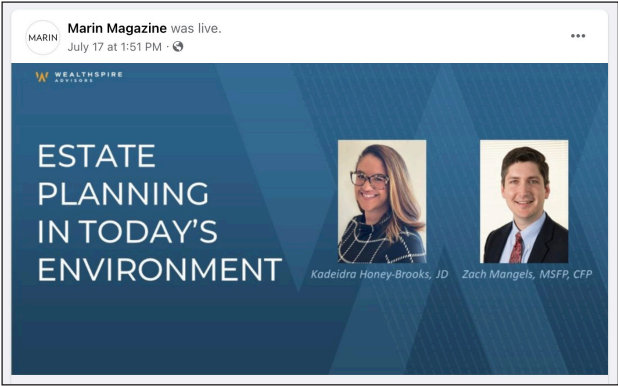 MARIN
Marin Magazine was live.
July 17 at 1:51 PM ·
WEALTHSPIRE
ADVISORS
ESTATE
PLANNING
IN TODAY'S
ENVIRONMENT
Kadeidra Honey-Brooks, JD
Zach Mangels, MSFP, CFP